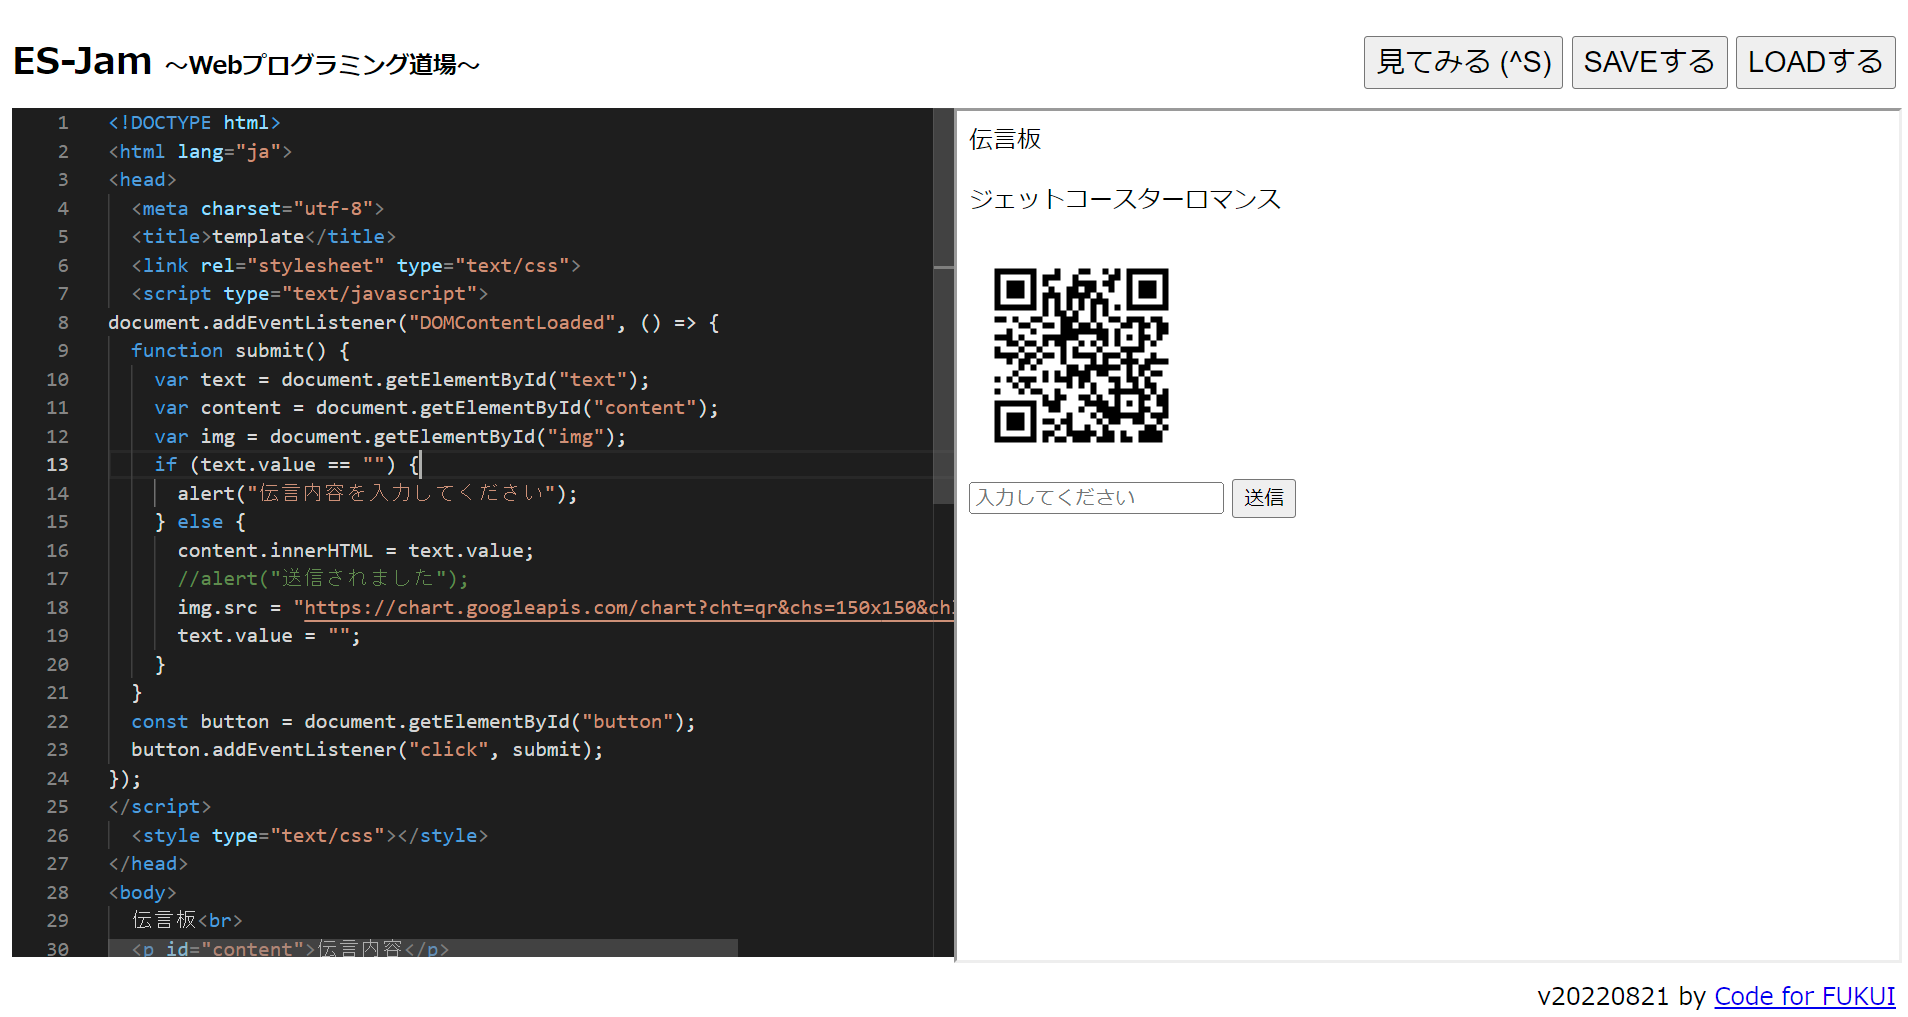 ES-Jam ～Webプログラミング道場～
見てみる (^S) SAVEする LOADする
1 <!DOCTYPE html>
2 <html lang="ja">
3 <head>
4 <meta charset="utf-8">
5 <title>template</title>
6 <link rel="stylesheet" type="text/css">
7 <script type="text/javascript">
8 document.addEventListener("DOMContentLoaded", () => {
9 function submit() {
10 var text = document.getElementById("text");
11 var content = document.getElementById("content");
12 var img = document.getElementById("img");
13 if (text.value == "") {
14 alert("伝言内容を入力してください");
15 } else {
16 content.innerHTML = text.value;
17 //alert("送信されました");
18 img.src = "https://chart.googleapis.com/chart?cht=qr&chs=150x150&ch
19 text.value = "";
20 }
21 }
22 const button = document.getElementById("button");
23 button.addEventListener("click", submit);
24 });
25 </script>
26 <style type="text/css"></style>
27 </head>
28 <body>
29 伝言板<br>
30 <p id="content">伝言内容</p>
伝言板
ジェットコースターロマンス
入力してください 送信
v20220821 by Code for FUKUI